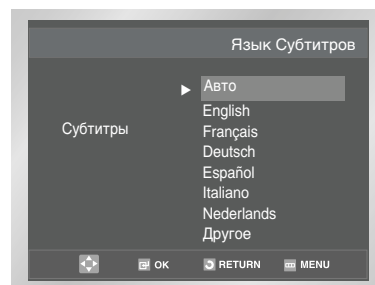 Язык Субтитров
Субтитры
Авто
English
Français
Deutsch
Español
Italiano
Nederlands
Другое
OK RETURN MENU